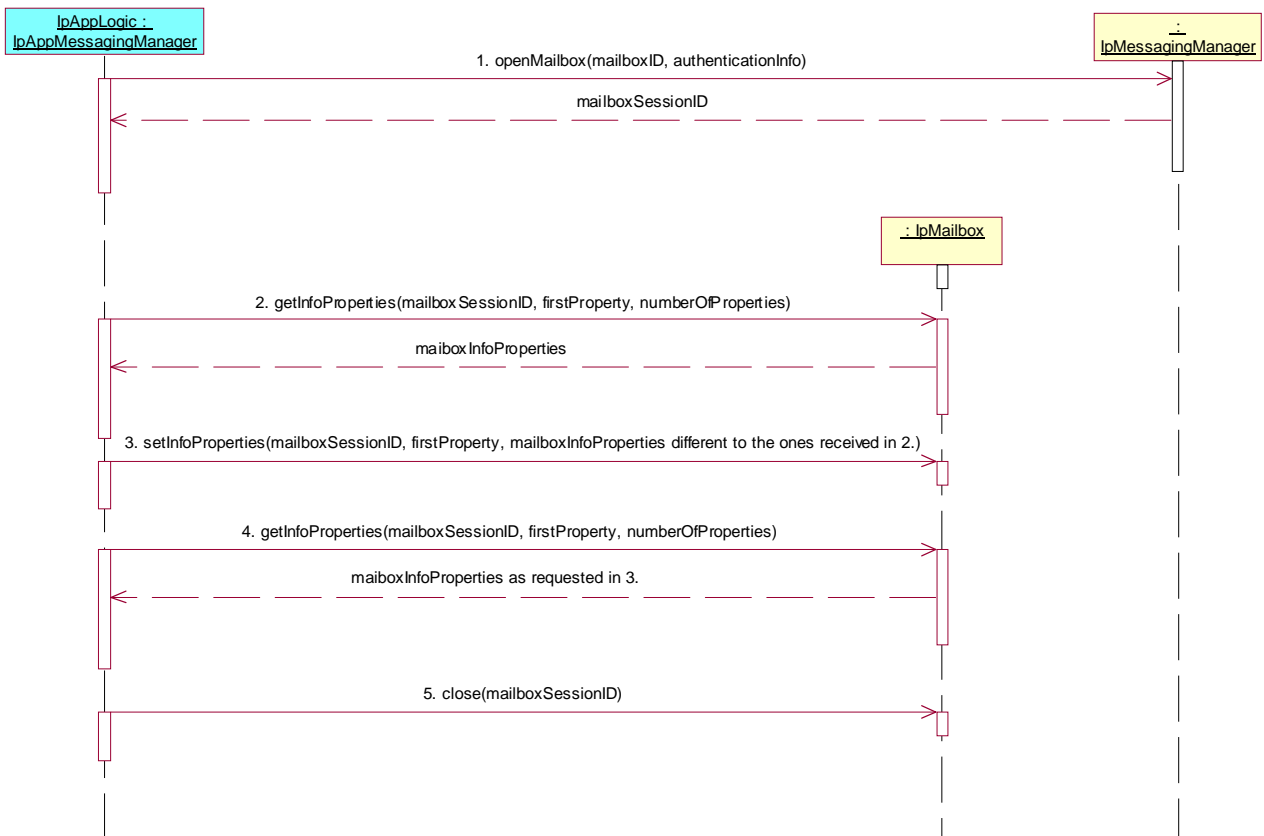 IpAppLogic :
IpAppMessagingManager
:
IpMessagingManager
1. openMailbox(mailboxID, authenticationInfo)
mailboxSessionID
: IpMailbox
2. getInfoProperties(mailboxSessionID, firstProperty, numberOfProperties)
maiboxInfoProperties
3. setInfoProperties(mailboxSessionID, firstProperty, mailboxInfoProperties different to the ones received in 2.)
4. getInfoProperties(mailboxSessionID, firstProperty, numberOfProperties)
maiboxInfoProperties as requested in 3.
5. close(mailboxSessionID)